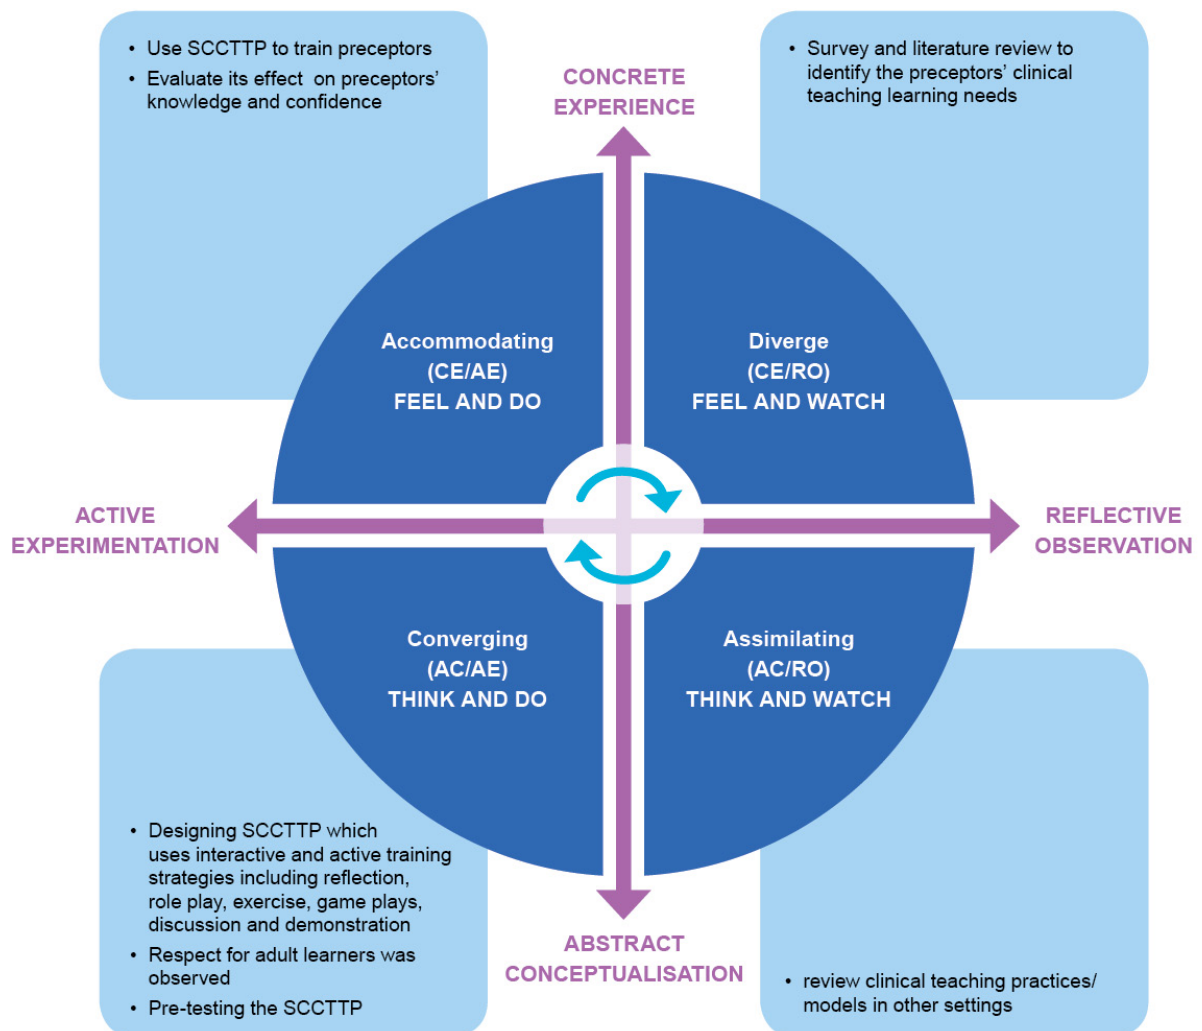 • Use SCCTTP to train preceptors
• Evaluate its effect on preceptors’
knowledge and confidence
CONCRETE
EXPERIENCE
• Survey and literature review to
identify the preceptors’ clinical
teaching learning needs
Accommodating
(CE/AE)
FEEL AND DO
Diverge
(CE/RO)
FEEL AND WATCH
ACTIVE
EXPERIMENTATION
REFLECTIVE
OBSERVATION
Converging
(AC/AE)
THINK AND DO
Assimilating
(AC/RO)
THINK AND WATCH
• Designing SCCTTP which
uses interactive and active training
strategies including reflection,
role play, exercise, game plays,
discussion and demonstration
• Respect for adult learners was
observed
• Pre-testing the SCCTTP
ABSTRACT
CONCEPTUALISATION
• review clinical teaching practices/
models in other settings